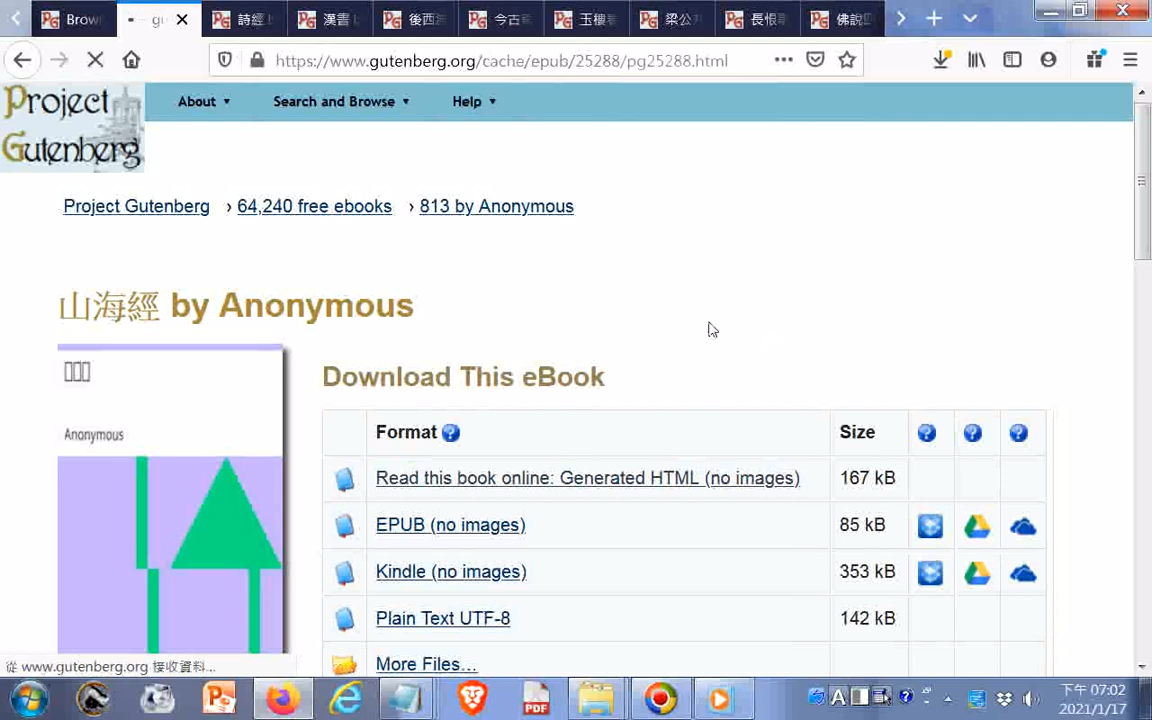 Brow
gu
詩經
漢書
後西
今古
玉樓
梁公
長恨
佛說
https://www.gutenberg.org/cache/epub/25288/pg25288.html
Project
Gutenberg
About
Search and Browse
Help
Project Gutenberg › 64,240 free ebooks › 813 by Anonymous
山海經 by Anonymous
Anonymous
Download This eBook
Format
Size
Read this book online: Generated HTML (no images) 167 kB
EPUB (no images) 85 kB
Kindle (no images) 353 kB
Plain Text UTF-8 142 kB
More Files…
從 www.gutenberg.org 接收資料...
PDF
A
下午 07:02
2021/1/17